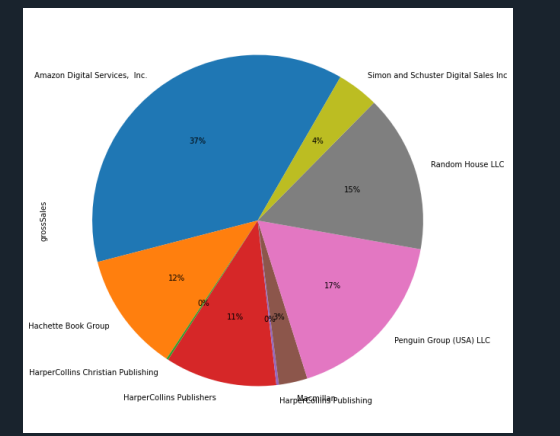 Amazon Digital Services, Inc.
Simon and Schuster Digital Sales Inc
37%
4%
Random House LLC
15%
grossSales
12%
17%
0%
11%
0%
3%
Hachette Book Group
Penguin Group (USA) LLC
HarperCollins Christian Publishing
HarperCollins Publishers
Macmillan
HarperCollins Publishing